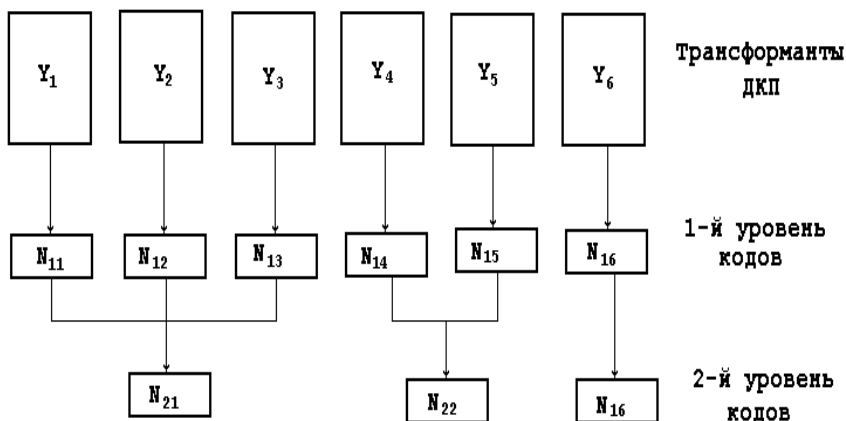 Y₁ Y₂ Y₃ Y₄ Y₅ Y₆
Трансформанты
ДКП
N₁₁ N₁₂ N₁₃ N₁₄ N₁₅ N₁₆
1-й уровень
кодов
N₂₁ N₂₂ N₁₆
2-й уровень
кодов